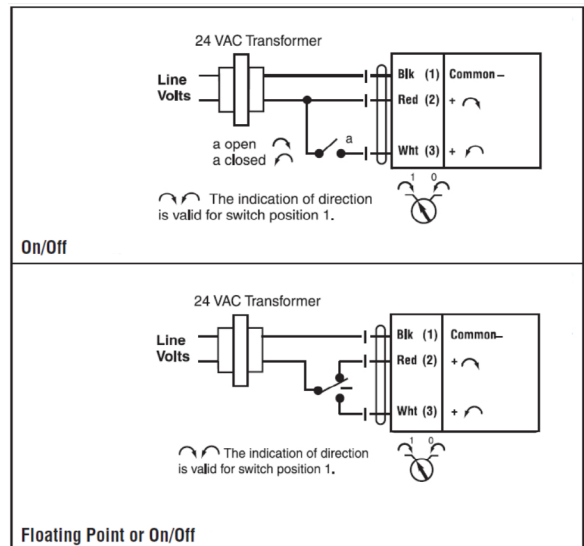 24 VAC Transformer
Line
Volts
Blk (1) Common –
Red (2) +
a open
a closed
a
Wht (3) +
The indication of direction
is valid for switch position 1.
1 0
On/Off
24 VAC Transformer
Line
Volts
Blk (1) Common–
Red (2) +
Wht (3) +
The indication of direction
is valid for switch position 1.
1 0
Floating Point or On/Off